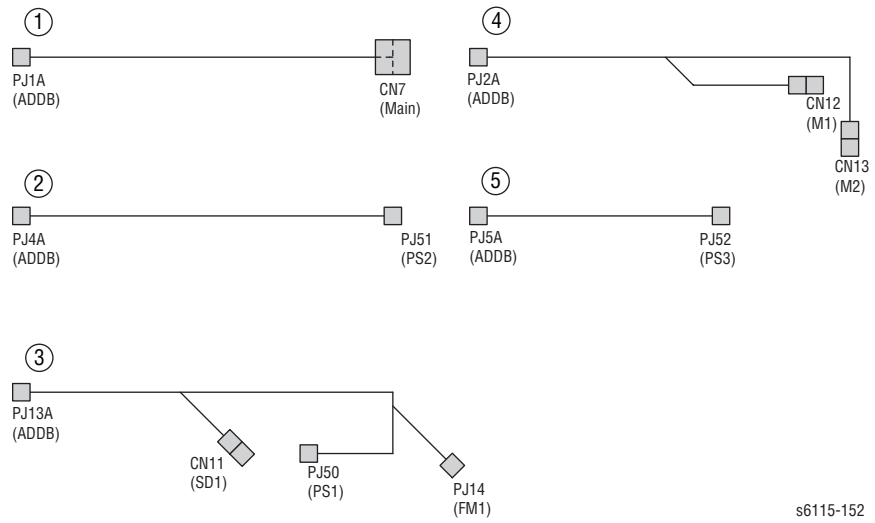 1
PJ1A
(ADDB)
CN7
(Main)
4
PJ2A
(ADDB)
CN12
(M1)
CN13
(M2)
2
PJ4A
(ADDB)
PJ51
(PS2)
5
PJ5A
(ADDB)
PJ52
(PS3)
3
PJ13A
(ADDB)
CN11
(SD1)
PJ50
(PS1)
PJ14
(FM1)
s6115-152